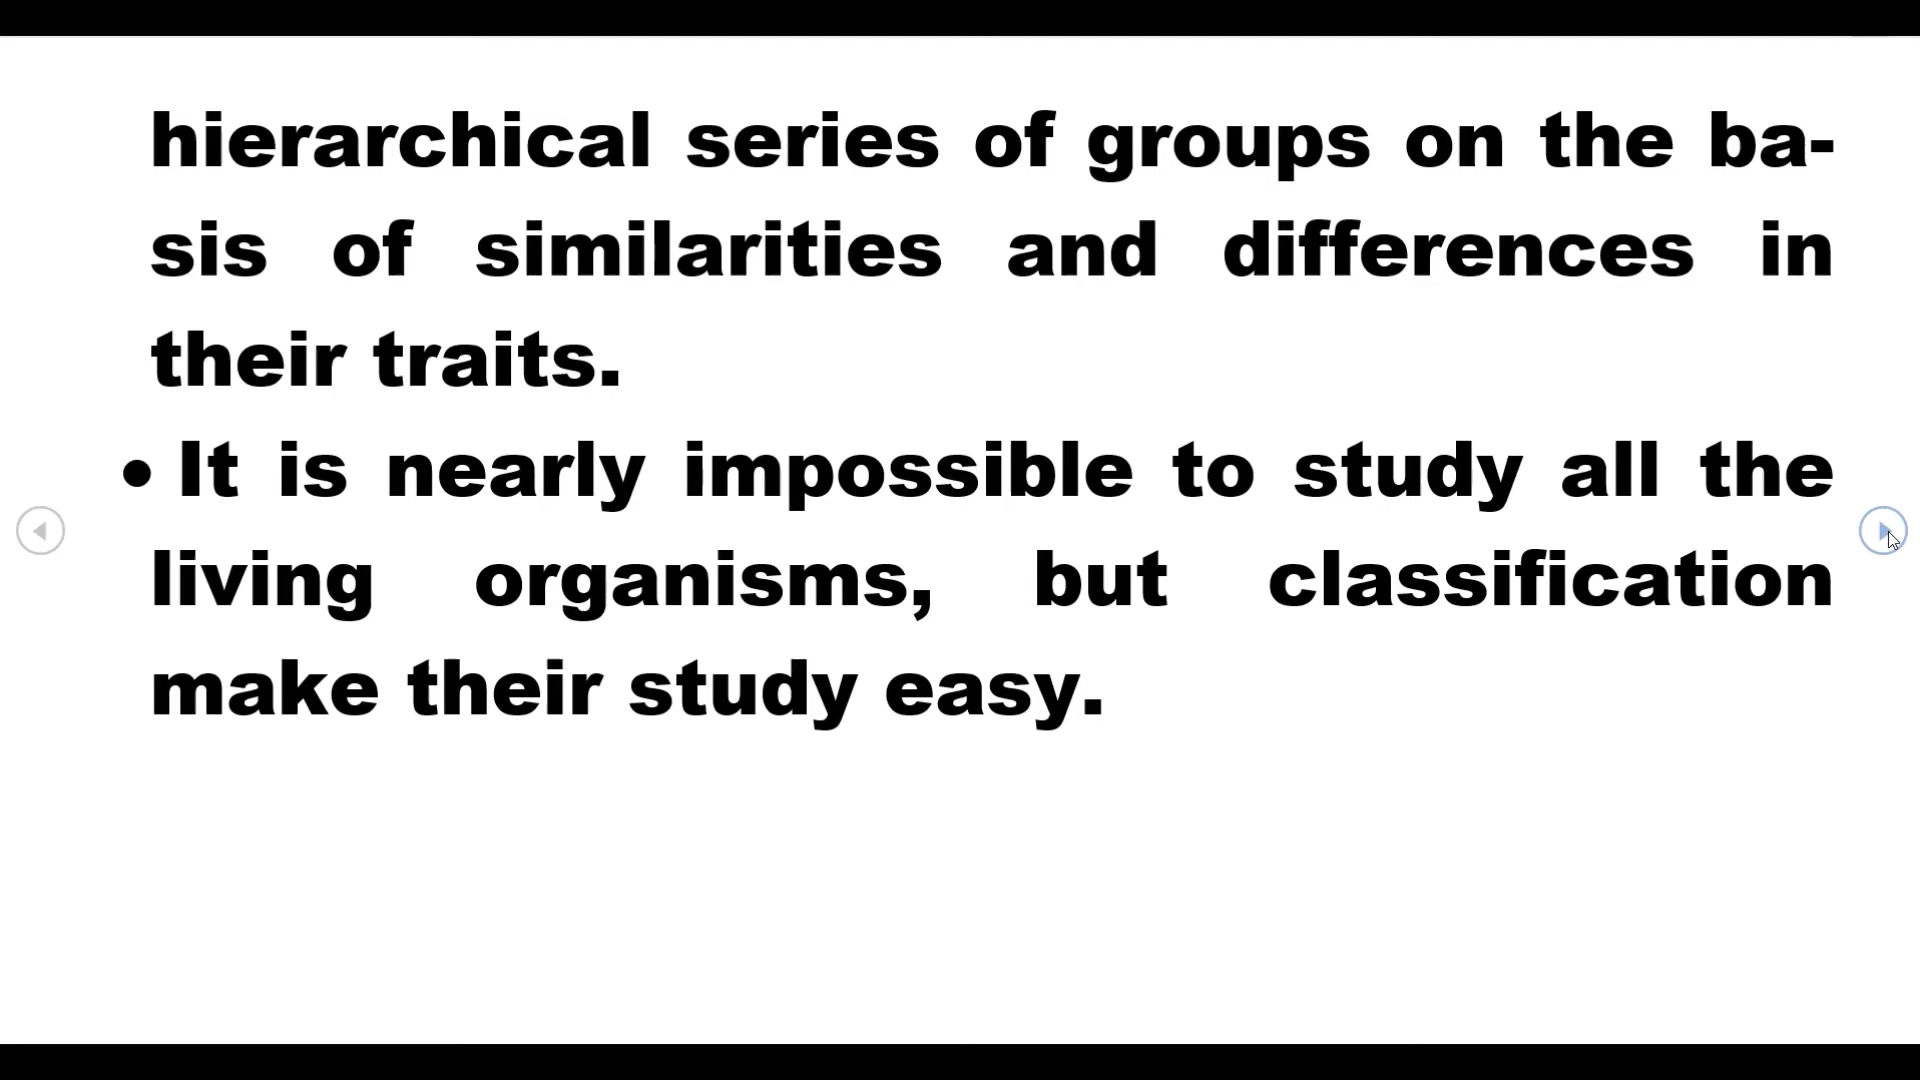 hierarchical series of groups on the ba-
sis of similarities and differences in
their traits.
• It is nearly impossible to study all the
living organisms, but classification
make their study easy.